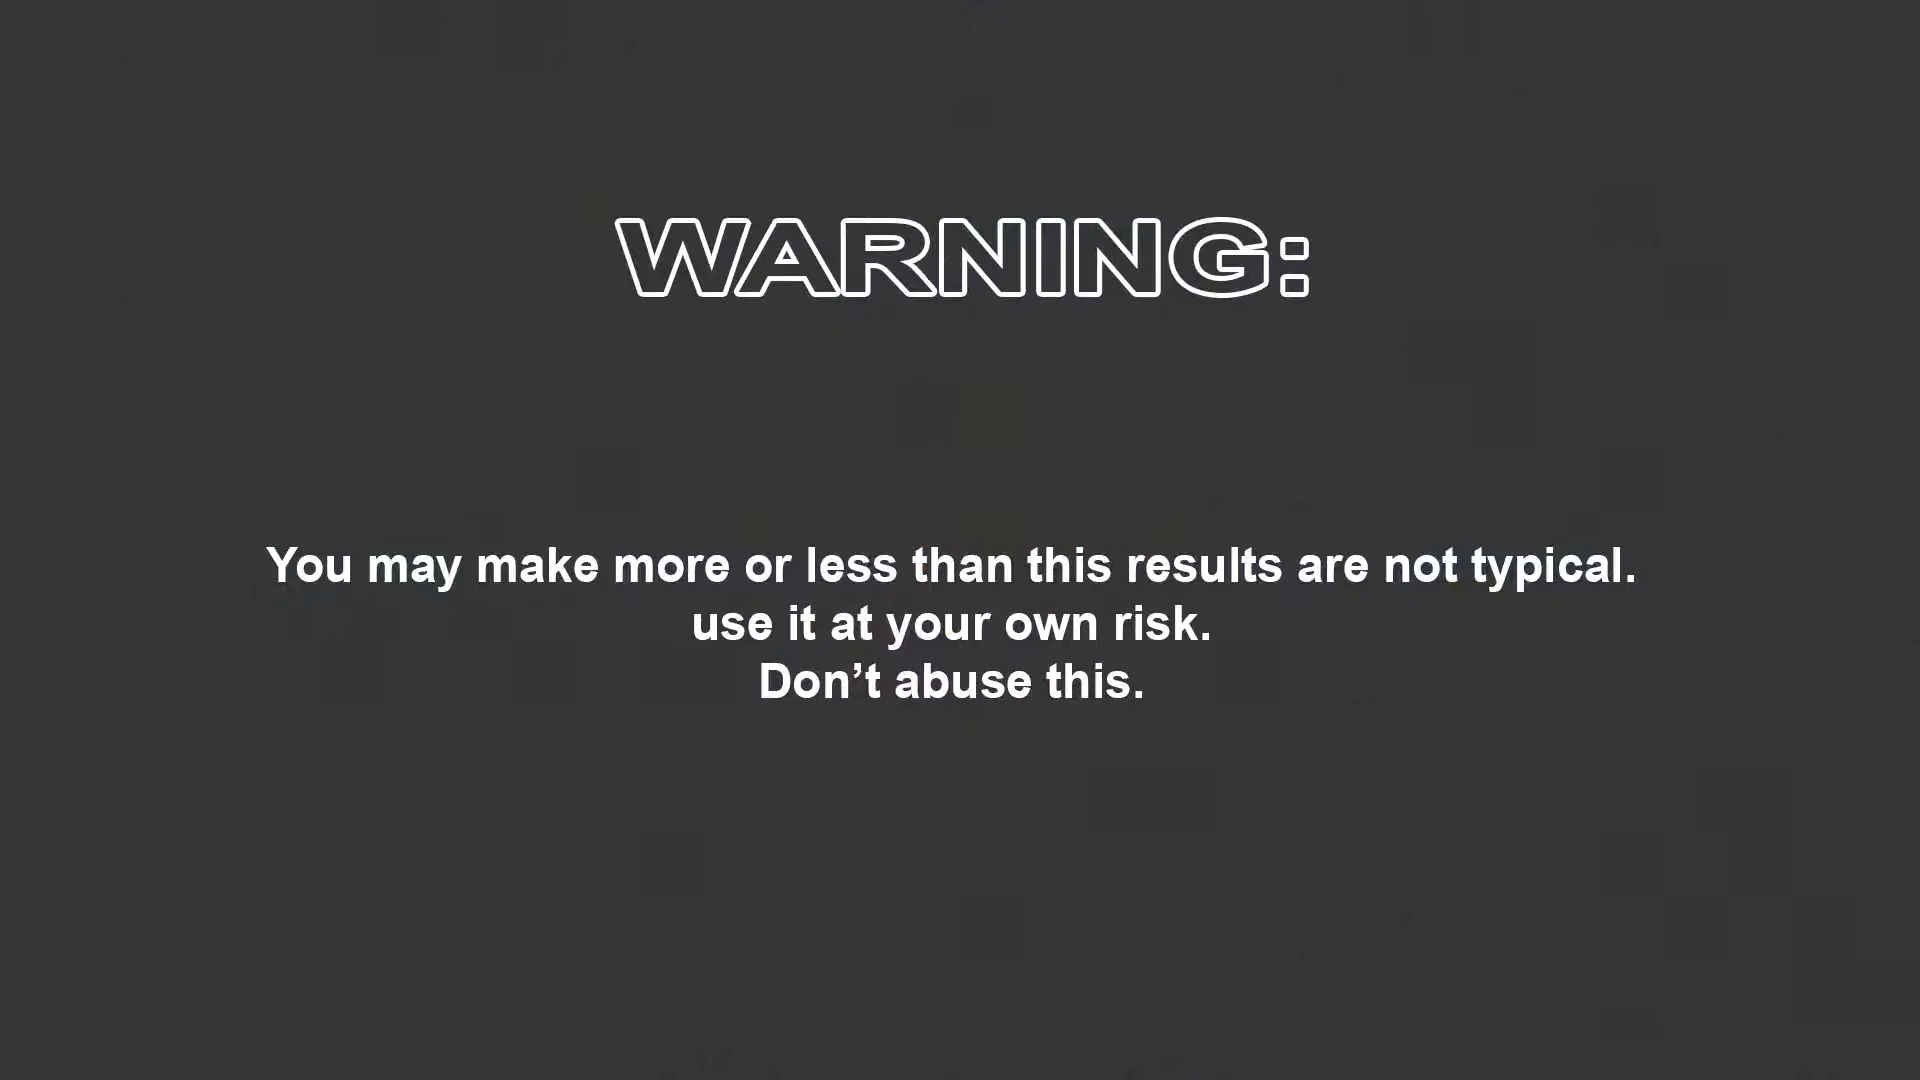 WARNING:
You may make more or less than this results are not typical.
use it at your own risk.
Don’t abuse this.